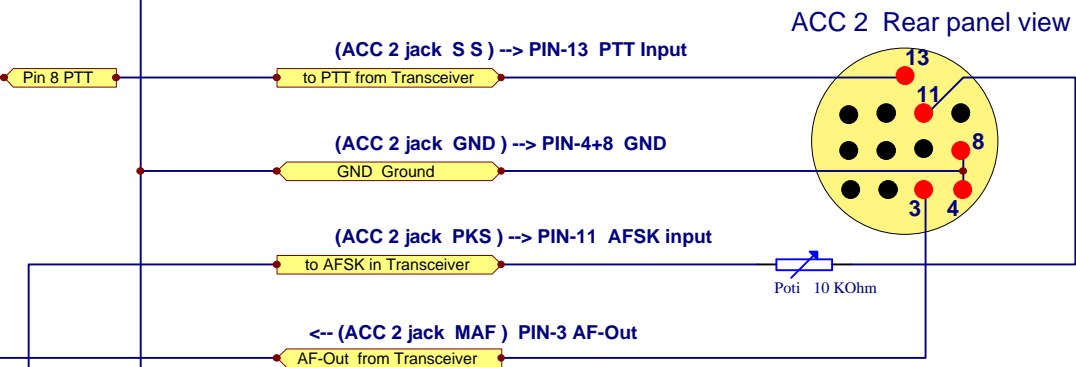 ACC 2 Rear panel view
(ACC 2 jack S S ) --> PIN-13 PTT Input
13
Pin 8 PTT
to PTT from Transceiver
11
(ACC 2 jack GND ) --> PIN-4+8 GND
8
GND Ground
3
4
(ACC 2 jack PKS ) --> PIN-11 AFSK input
to AFSK in Transceiver
Poti 10 KOhm
<-- (ACC 2 jack MAF ) PIN-3 AF-Out
AF-Out from Transceiver